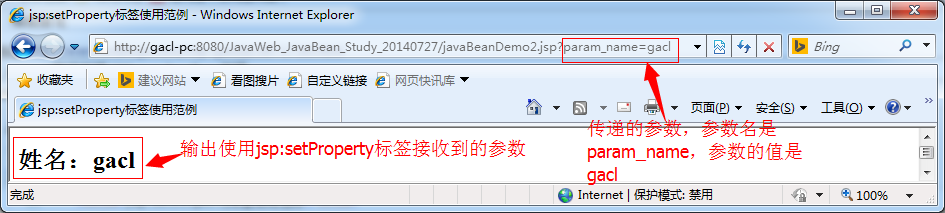 jsp:setProperty标签使用范例 - Windows Internet Explorer
http://gacl-pc:8080/JavaWeb_JavaBean_Study_20140727/javaBeanDemo2.jsp?param_name=gacl
Bing
收藏夹 建议网站 看图搜片 自定义链接 网页快讯库
jsp:setProperty标签使用范例
页面(P) 安全(S) 工具(O)
姓名：gacl
输出使用jsp:setProperty标签接收到的参数
传递的参数，参数名是
param_name，参数的值是
gacl
完成
Internet | 保护模式: 禁用
100%